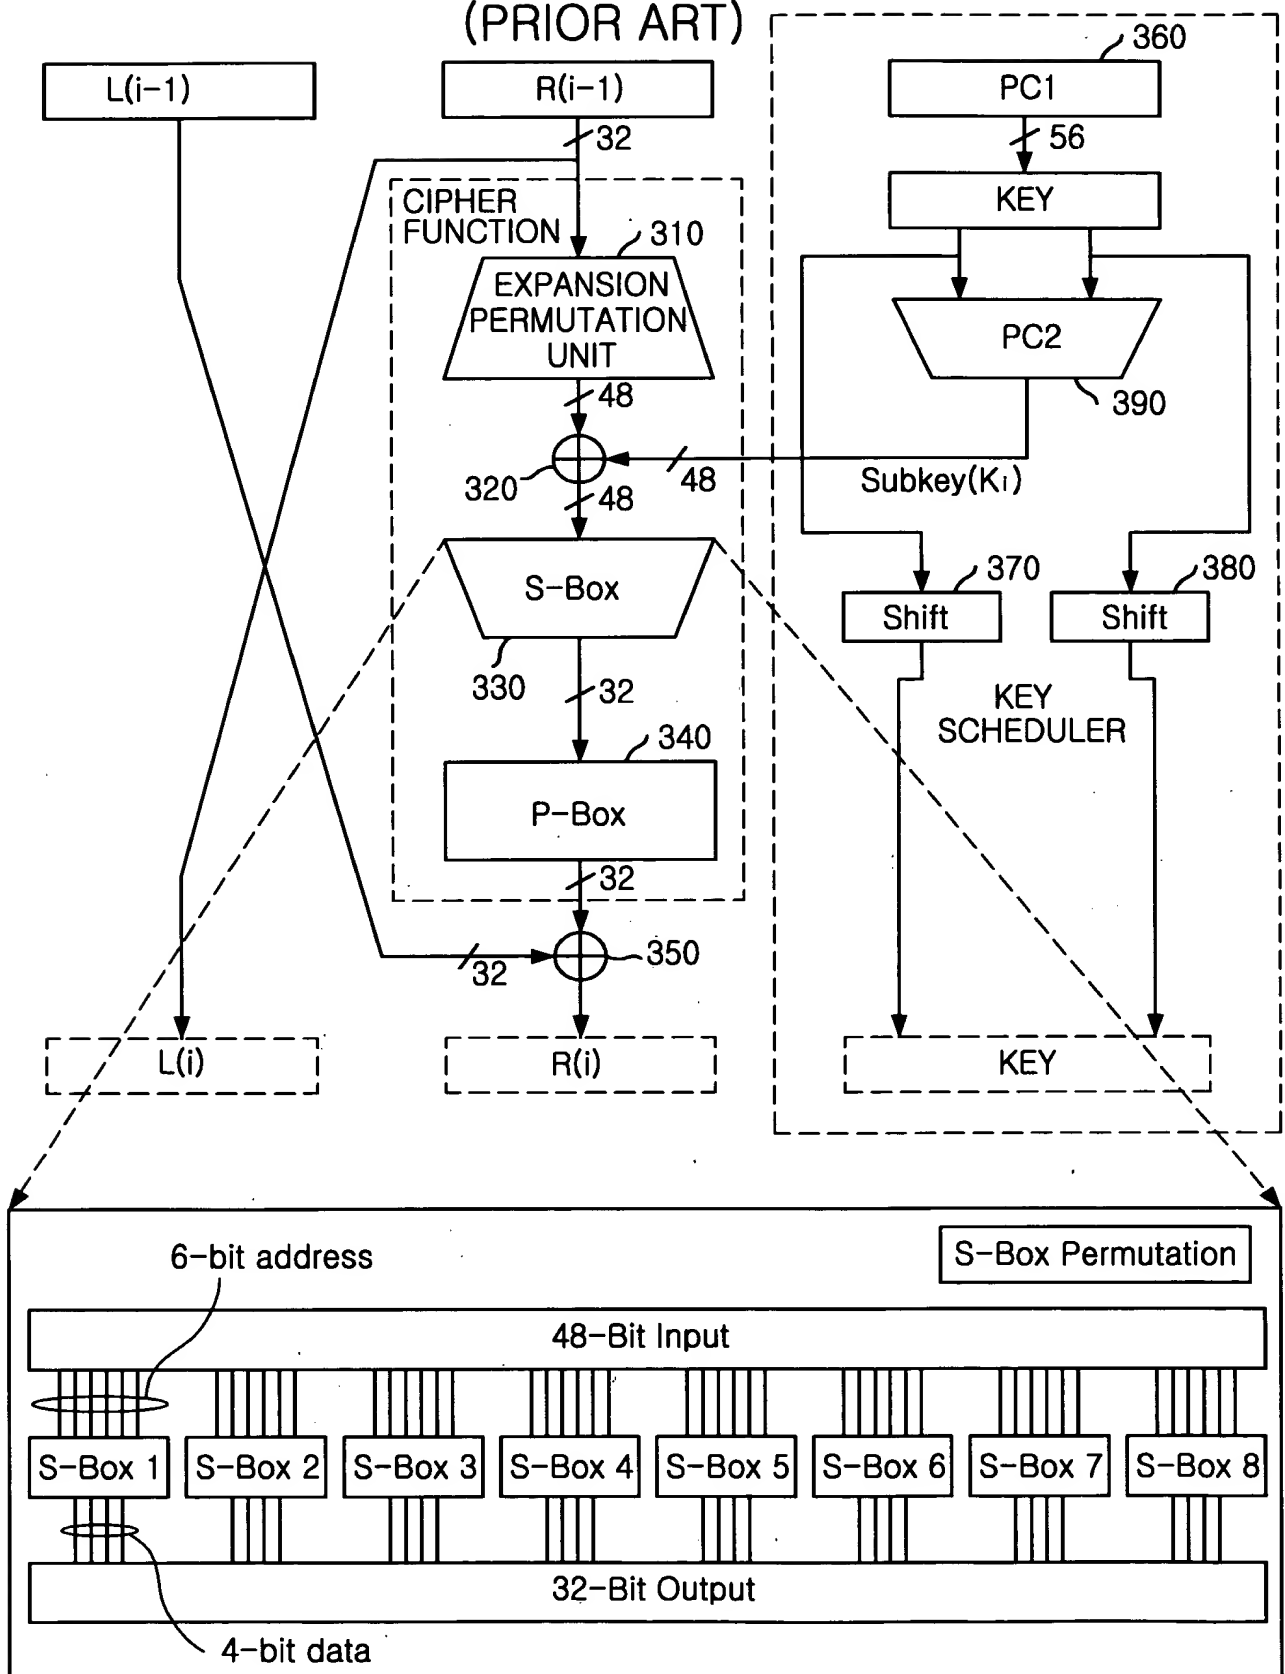 (PRIOR ART)
360
L(i-1)
R(i-1)
PC1
32
56
KEY
CIPHER
FUNCTION
310
EXPANSION
PERMUTATION
UNIT
PC2
390
48
320
48
48
Subkey(Ki)
S-Box
330
370
380
Shift
Shift
32
KEY
SCHEDULER
340
P-Box
32
32
350
L(i)
R(i)
KEY
6-bit address
S-Box Permutation
48-Bit Input
S-Box 1
S-Box 2
S-Box 3
S-Box 4
S-Box 5
S-Box 6
S-Box 7
S-Box 8
32-Bit Output
4-bit data